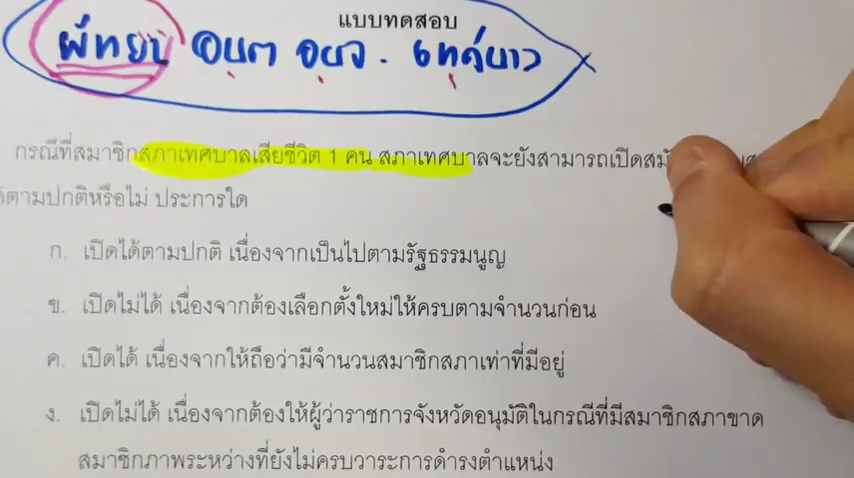 แบบทดสอบ
พัทยา อบต อบจ. เทศบาล
กรณีที่สมาชิกสภาเทศบาลเสียชีวิต 1 คน สภาเทศบาลจะยังสามารถเปิด
ตามปกติหรือไม่ ประการใด
ก. เปิดได้ตามปกติ เนื่องจากเป็นไปตามรัฐธรรมนูญ
ข. เปิดไม่ได้ เนื่องจากต้องเลือกตั้งใหม่ให้ครบตามจำนวนก่อน
ค. เปิดได้ เนื่องจากให้ถือว่ามีจำนวนสมาชิกสภาเท่าที่มีอยู่
ง. เปิดไม่ได้ เนื่องจากต้องให้ผู้ว่าราชการจังหวัดอนุมัติในกรณีที่มีสมาชิกสภาขาด
สมาชิกภาพระหว่างที่ยังไม่ครบวาระการดำรงตำแหน่ง